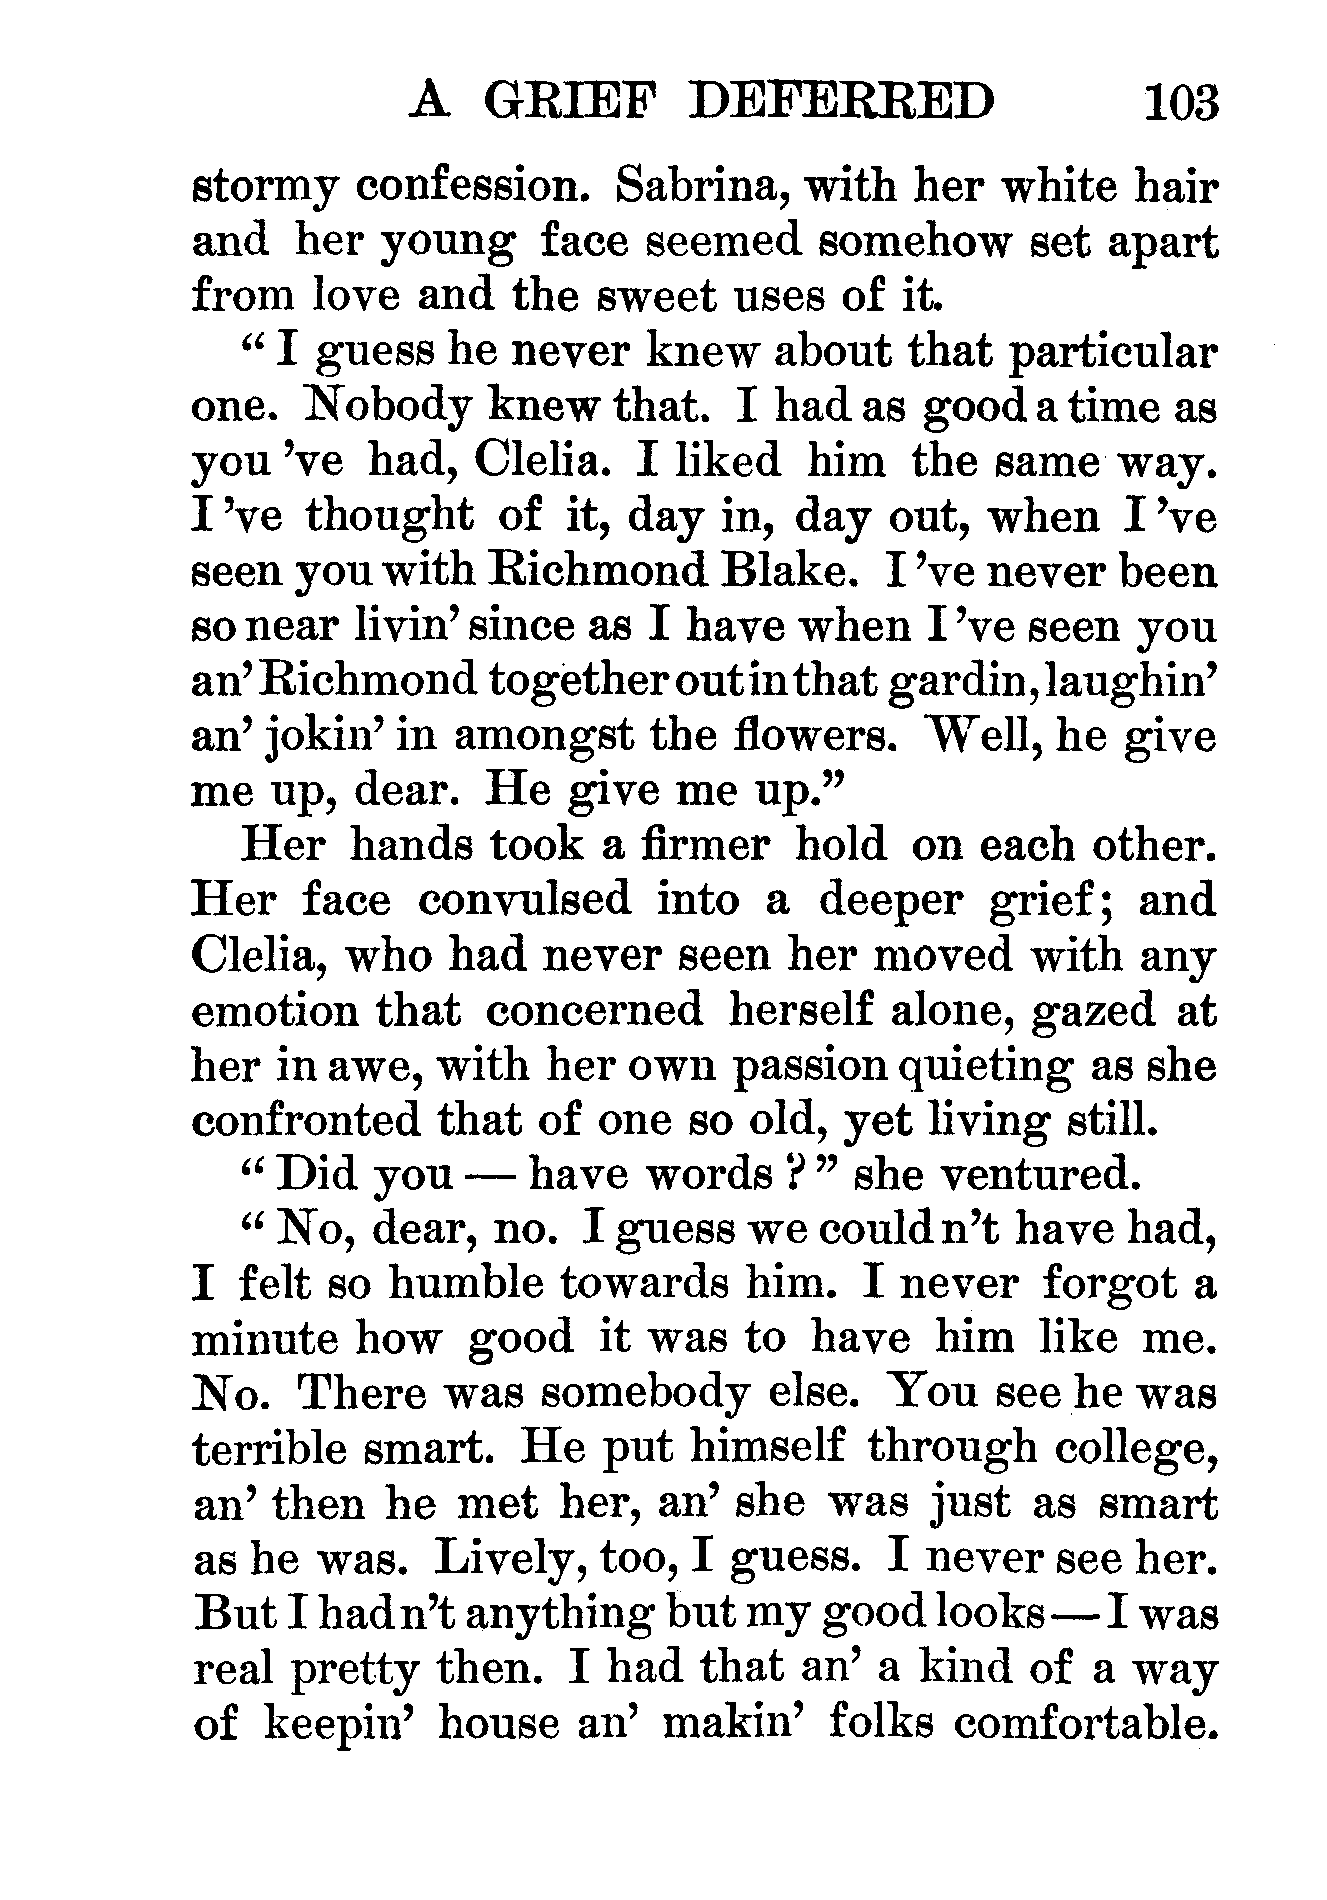 A GRIEF DEFERRED 103
stormy confession. Sabrina, with her white hair
and her young face seemed somehow set apart
from love and the sweet uses of it.
“ I guess he never knew about that particular
one. Nobody knew that. I had as good a time as
you ’ve had, Clelia. I liked him the same way.
I ’ve thought of it, day in, day out, when I ’ve
seen you with Richmond Blake. I ’ve never been
so near livin’ since as I have when I ’ve seen you
an’ Richmond together out in that gardin, laughin’
an’ jokin’ in amongst the flowers. Well, he give
me up, dear. He give me up.”
Her hands took a firmer hold on each other.
Her face convulsed into a deeper grief; and
Clelia, who had never seen her moved with any
emotion that concerned herself alone, gazed at
her in awe, with her own passion quieting as she
confronted that of one so old, yet living still.
“ Did you — have words ? ” she ventured.
“ No, dear, no. I guess we couldn’t have had,
I felt so humble towards him. I never forgot a
minute how good it was to have him like me.
No. There was somebody else. You see he was
terrible smart. He put himself through college,
an’ then he met her, an’ she was just as smart
as he was. Lively, too, I guess. I never see her.
But I hadn’t anything but my good looks—I was
real pretty then. I had that an’ a kind of a way
of keepin’ house an’ makin’ folks comfortable.